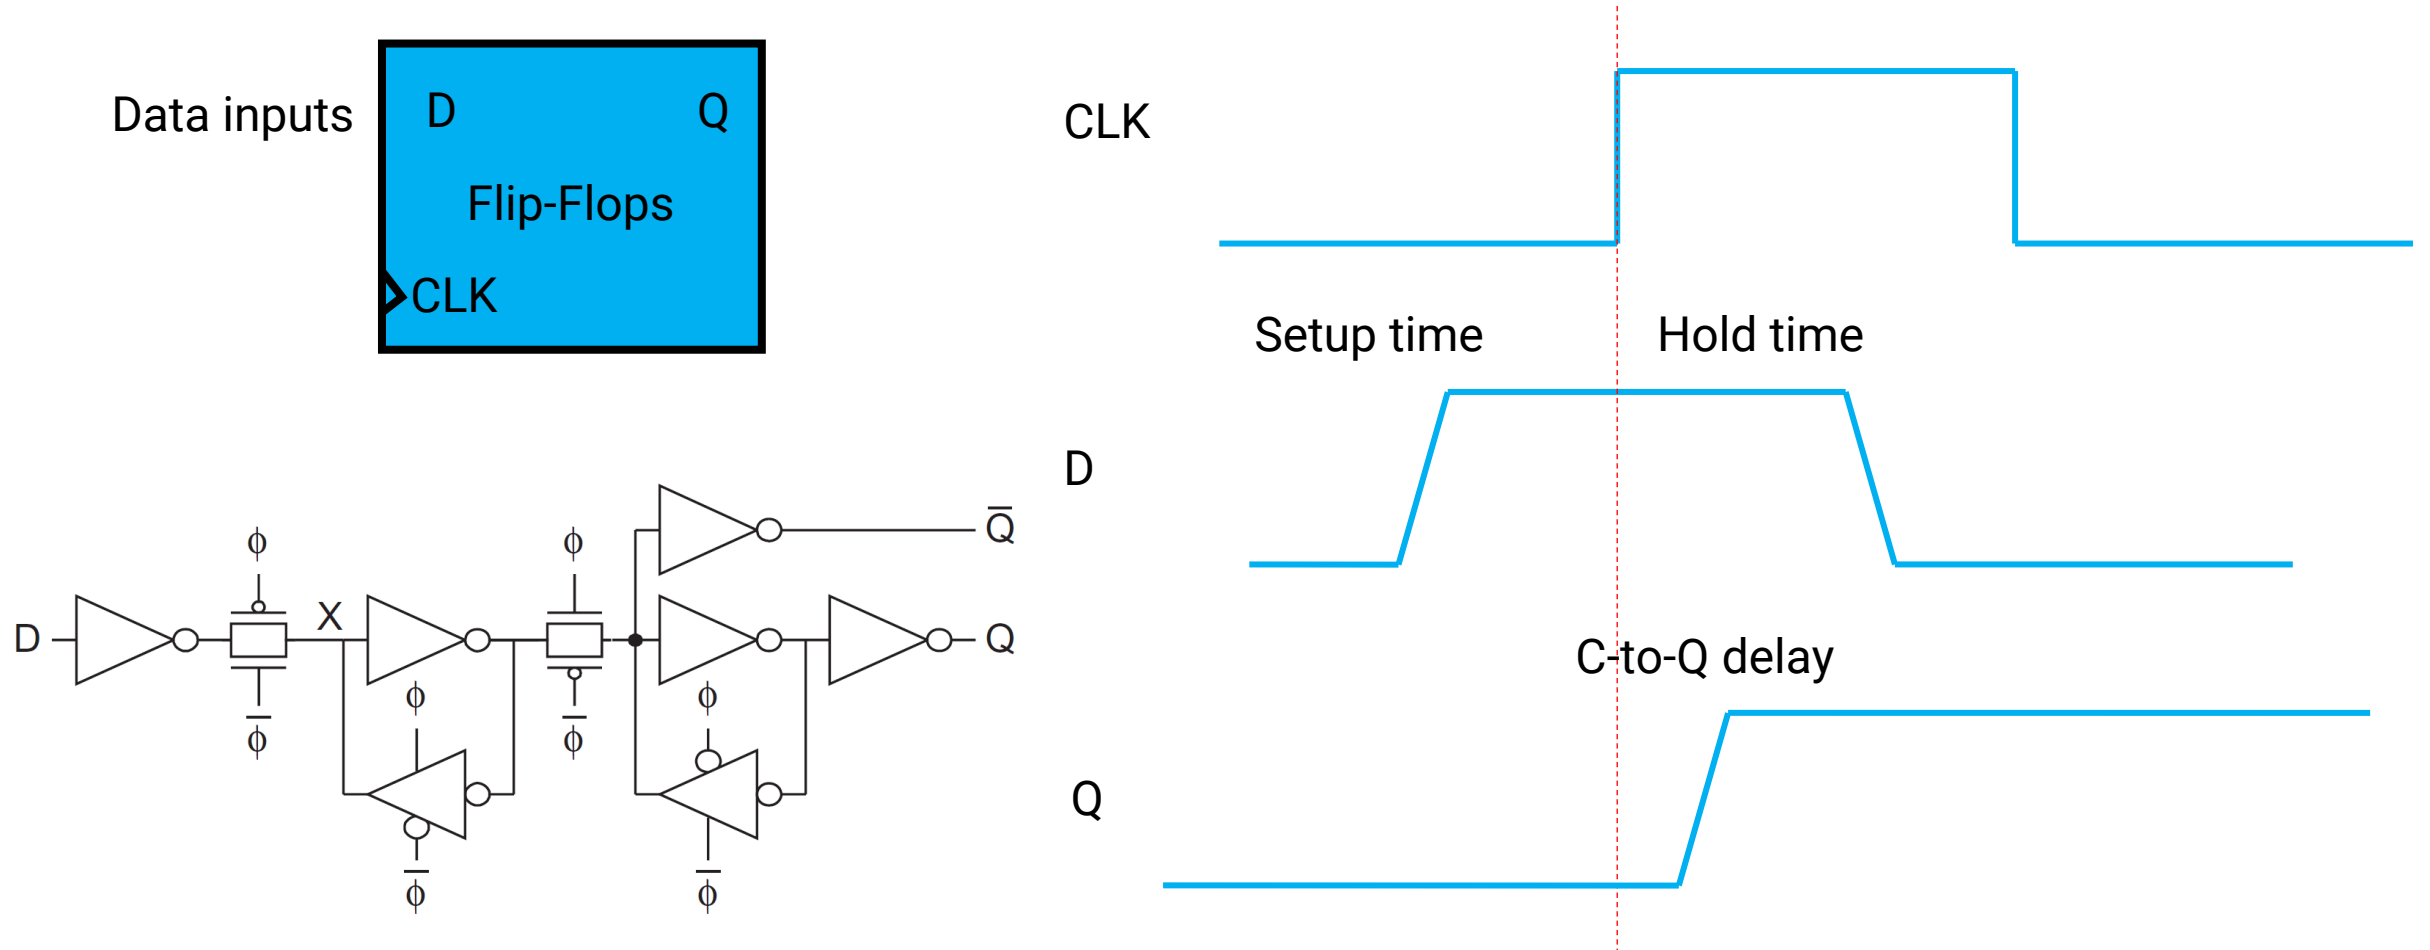 Data inputs
D
Q
Flip-Flops
CLK
CLK
Setup time
Hold time
D
C-to-Q delay
Q
ϕ
ϕ
Q̅
D
X
Q
ϕ
ϕ
ϕ̅
ϕ̅
ϕ̅
ϕ̅